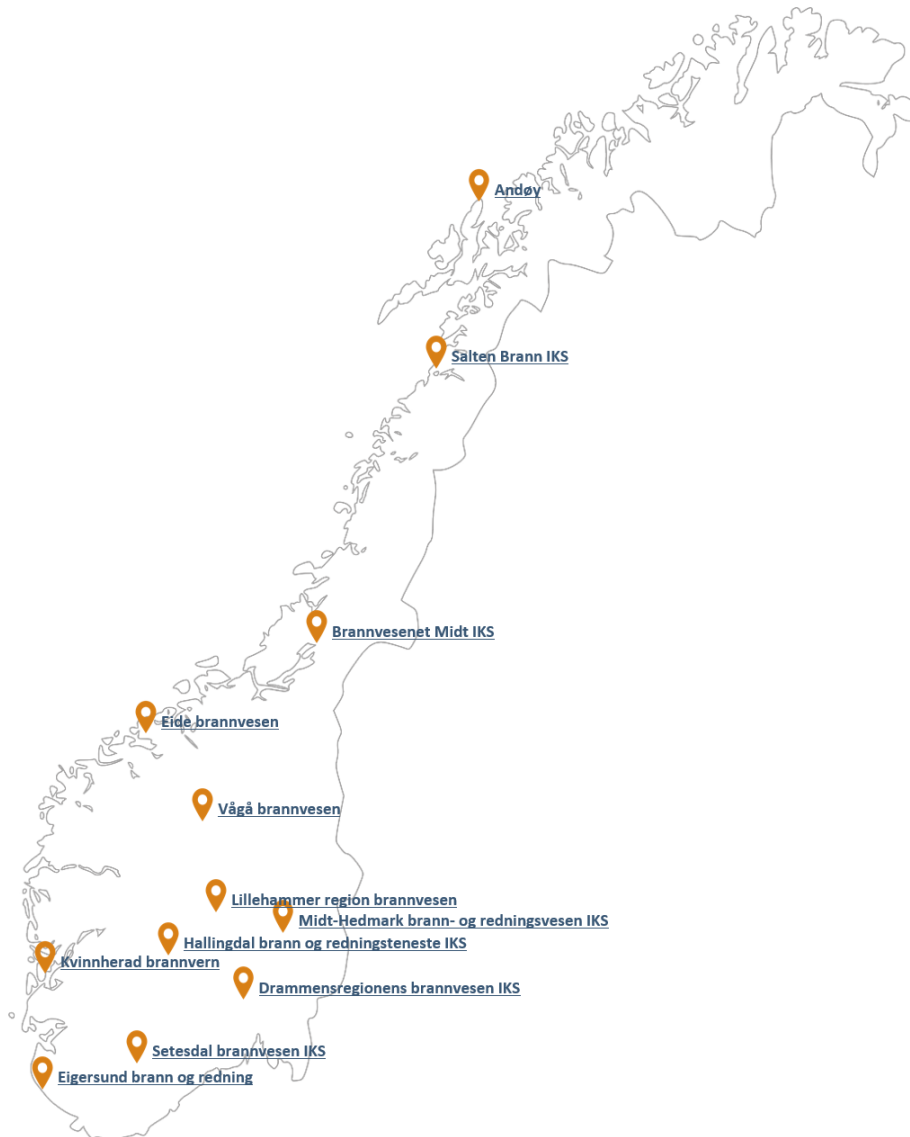 Andøy
Salten Brann IKS
Brannvesenet Midt IKS
Eide brannvesen
Vågå brannvesen
Lillehammer region brannvesen
Midt-Hedmark brann- og redningsvesen IKS
Hallingdal brann og redningsteneste IKS
Kvinnherad brannvern
Drammensregionens brannvesen IKS
Setesdal brannvesen IKS
Eigersund brann og redning